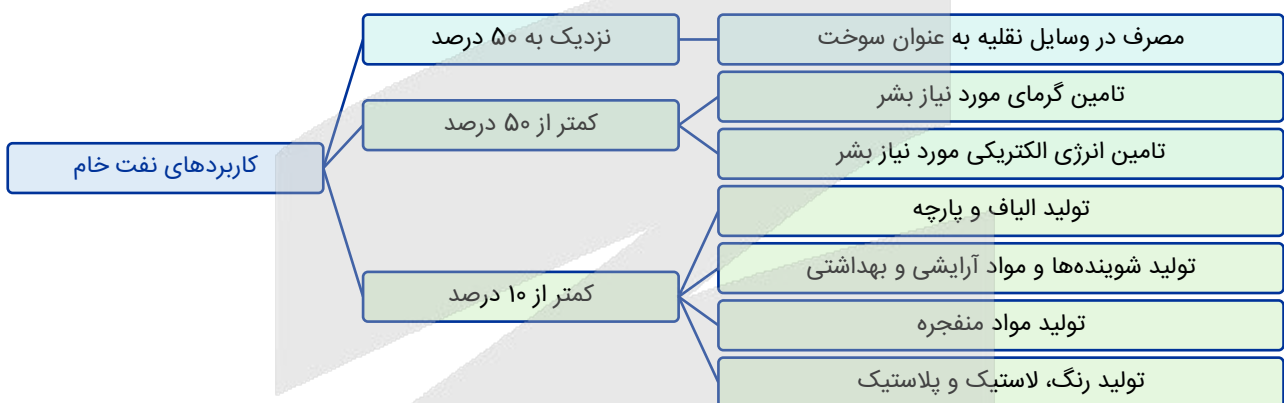 کاربردهای نفت خام
نزدیک به ۵۰ درصد
مصرف در وسایل نقلیه به عنوان سوخت
کمتر از ۵۰ درصد
تامین گرمای مورد نیاز بشر
تامین انرژی الکتریکی مورد نیاز بشر
کمتر از ۱۰ درصد
تولید الیاف و پارچه
تولید شوینده‌ها و مواد آرایشی و بهداشتی
تولید مواد منفجره
تولید رنگ، لاستیک و پلاستیک